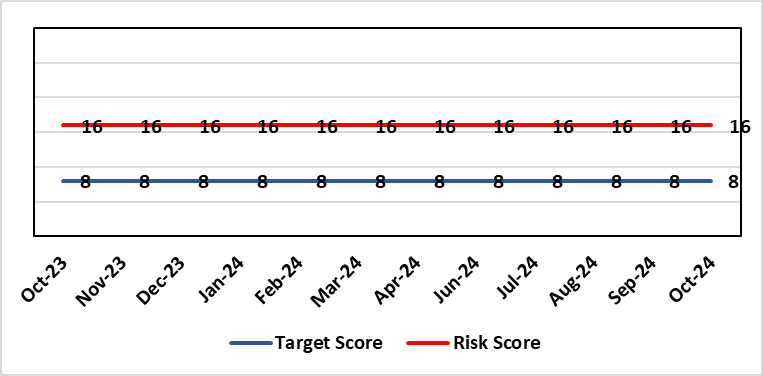 16 16 16 16 16 16 16 16 16 16 16 16
8 8 8 8 8 8 8 8 8 8 8 8
Oct-23 Nov-23 Dec-23 Jan-24 Feb-24 Mar-24 Apr-24 Jun-24 Jul-24 Aug-24 Sep-24 Oct-24
Target Score Risk Score